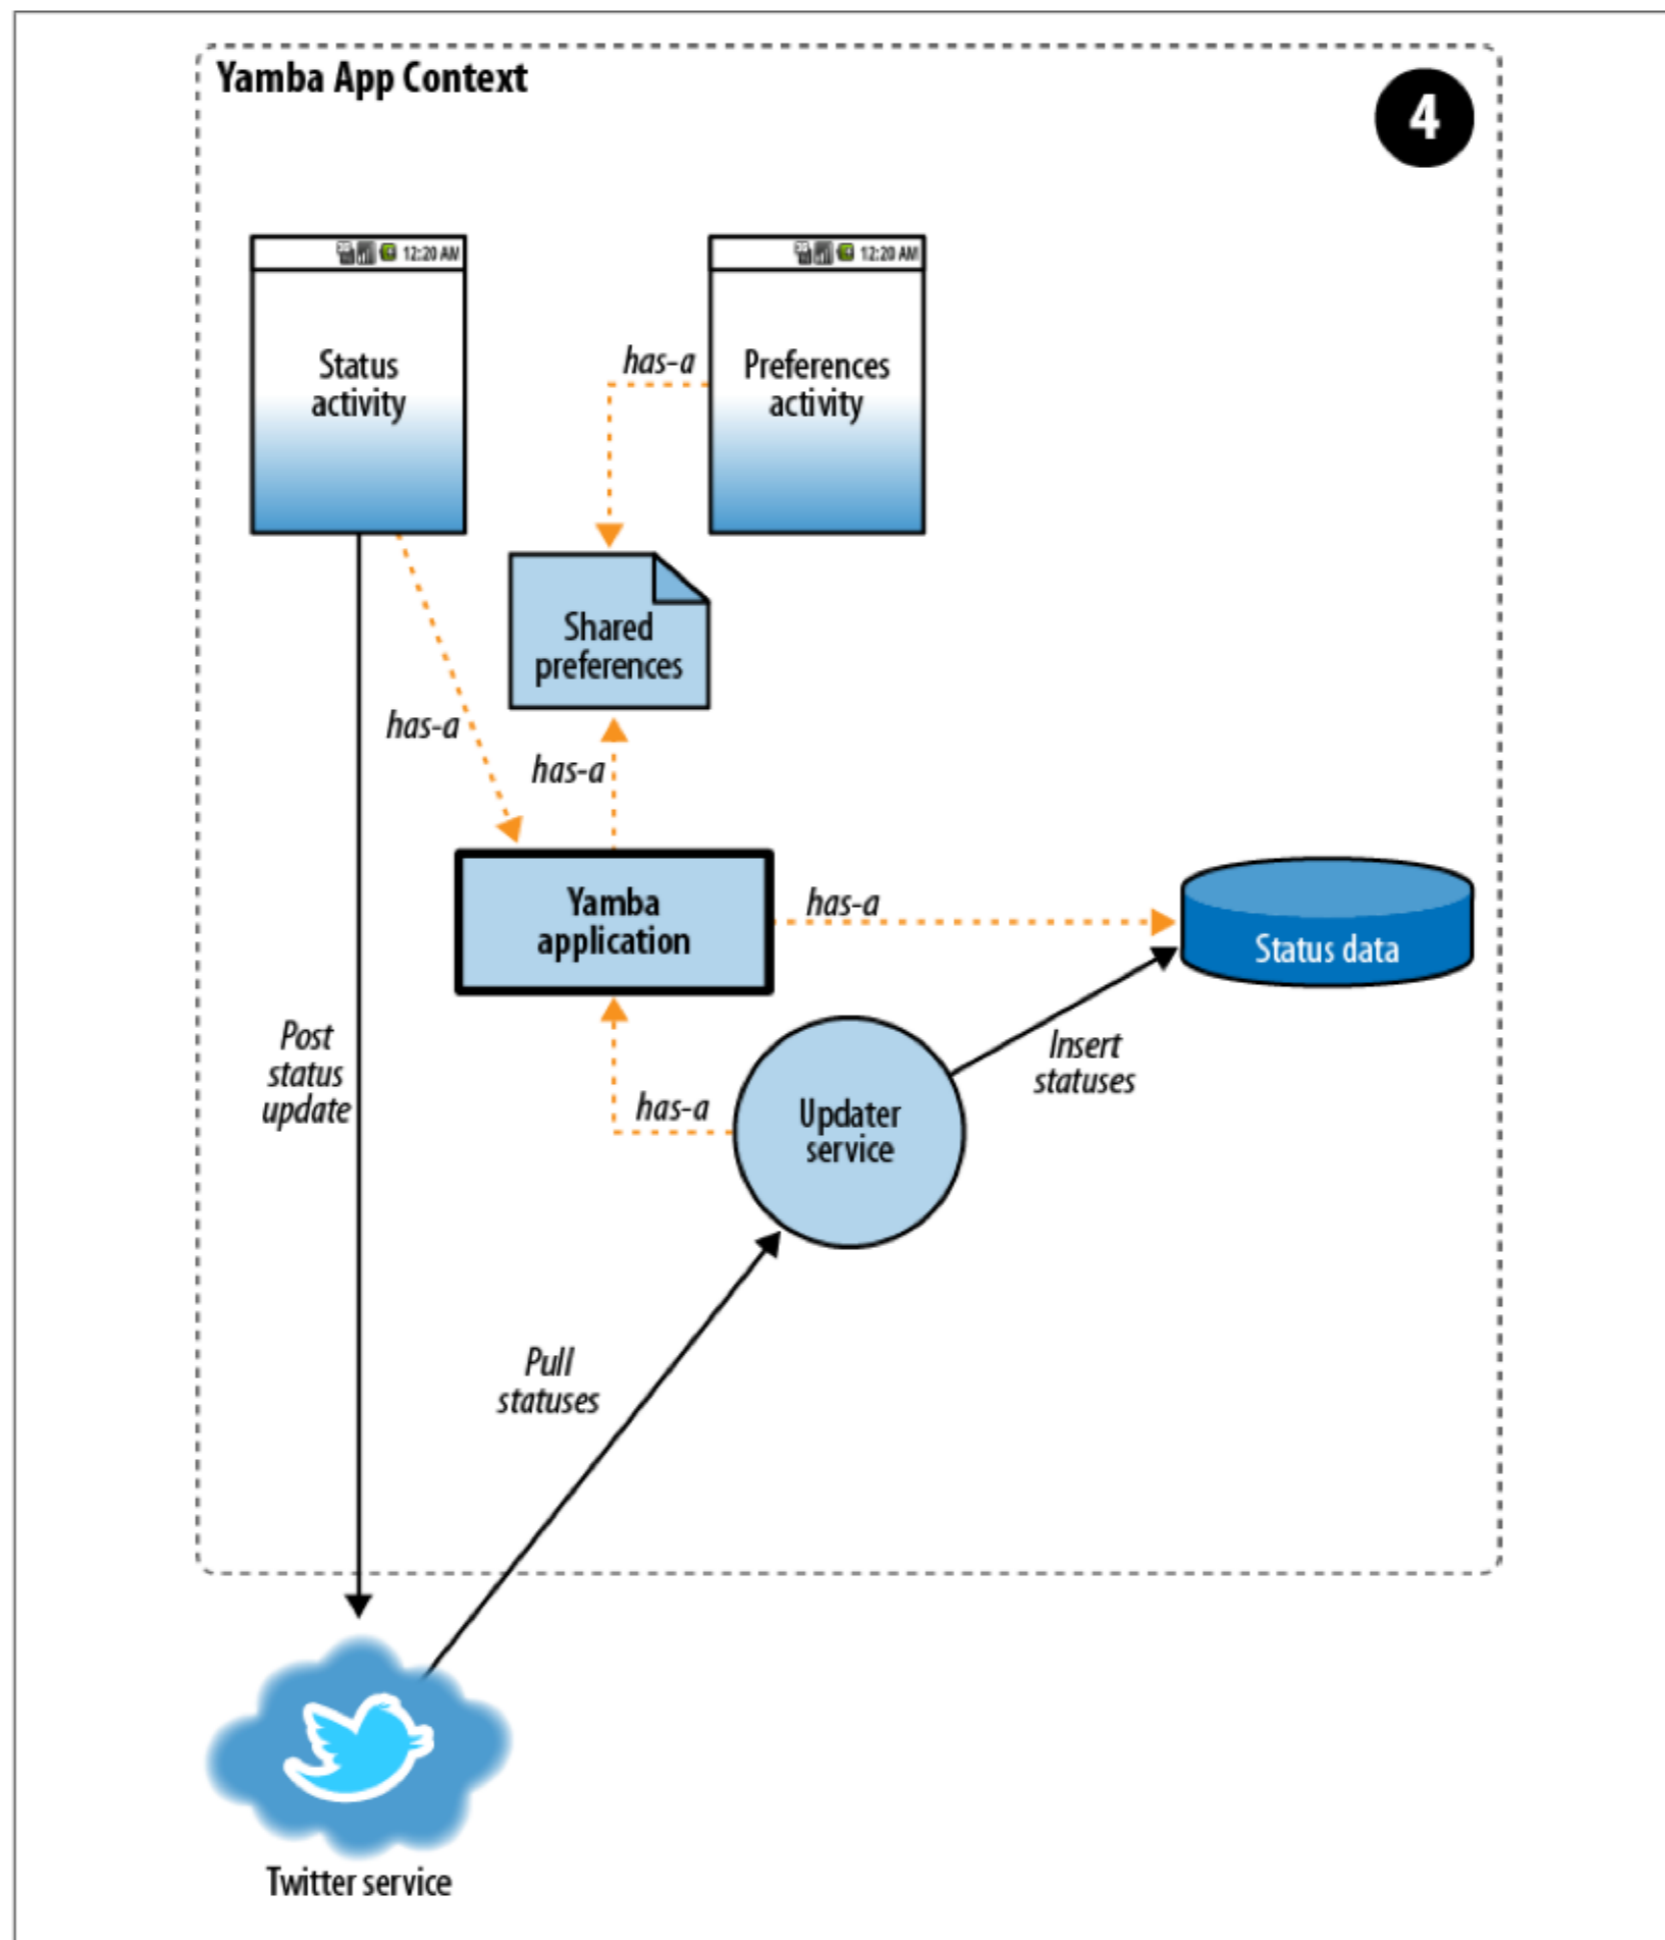 Yamba App Context
4
12:20 AM
12:20 AM
Status
activity
has-a
Preferences
activity
Shared
preferences
has-a
has-a
Yamba
application
has-a
Status data
Post
status
update
has-a
Updater
service
Insert
statuses
Pull
statuses
Twitter service